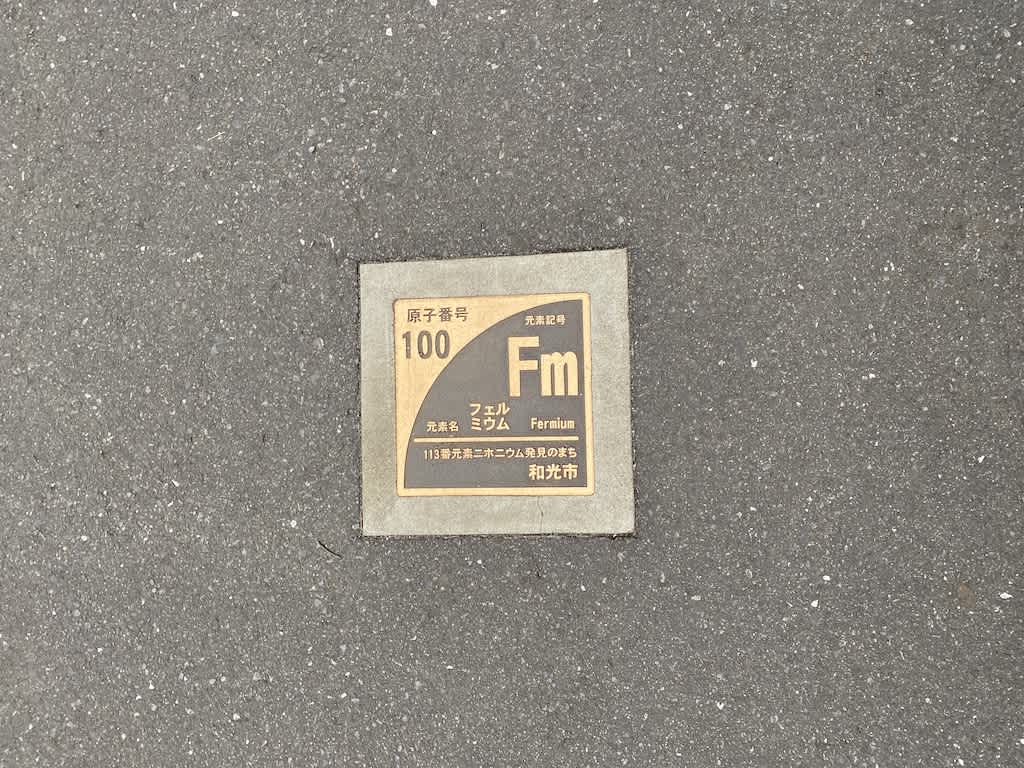 原子番号
100
元素記号
Fm
元素名 フェルミウム Fermium
113番元素ニホニウム発見のまち
和光市